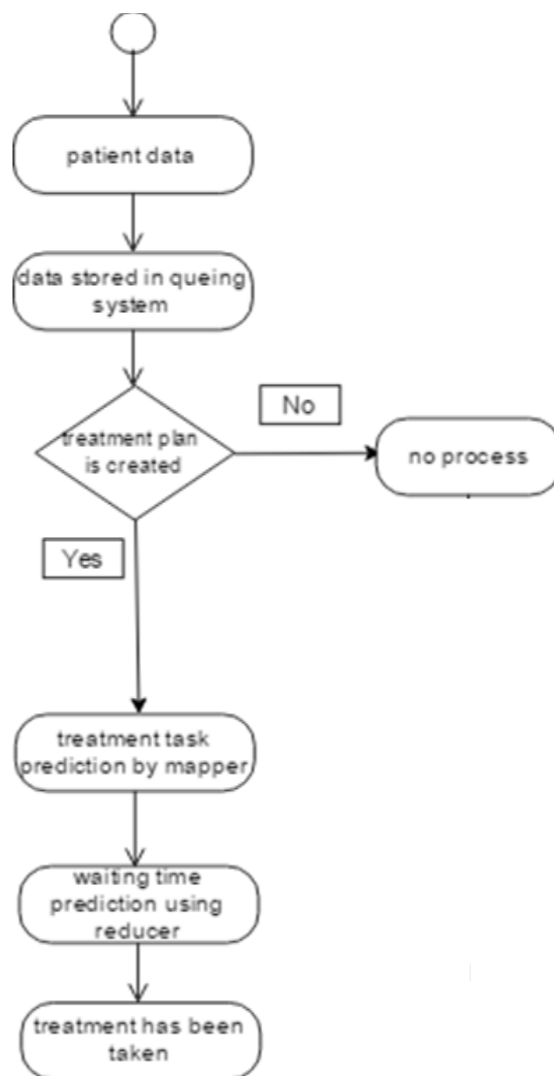 patient data
data stored in queing
system
treatment plan
is created
No
no process
Yes
treatment task
prediction by mapper
waiting time
prediction using
reducer
treatment has been
taken